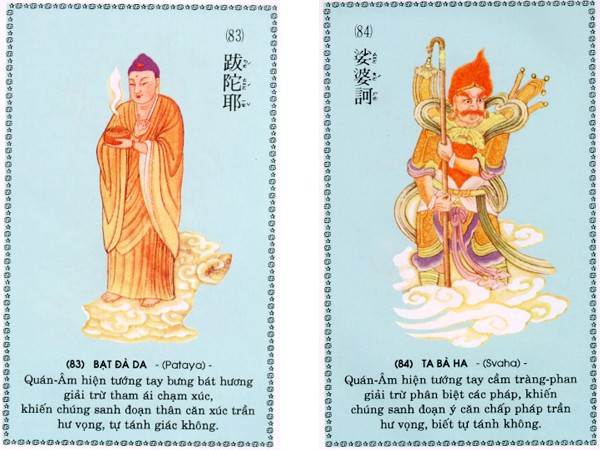 (83)
跋陀耶
(83) BẠT ĐÀ DA - (Pataya) -
Quán-Âm hiện tướng tay bưng bát hương
giải trừ tham ái chạm xúc,
khiến chúng sanh đoạn thân căn xúc trần
hư vọng, tự tánh giác không.
(84)
娑婆訶
(84) TA BÀ HA - (Svaha) -
Quán-Âm hiện tướng tay cầm tràng-phan
giải trừ phân biệt các pháp, khiến
chúng sanh đoạn ý căn chấp pháp trần
hư vọng, biết tự tánh không.